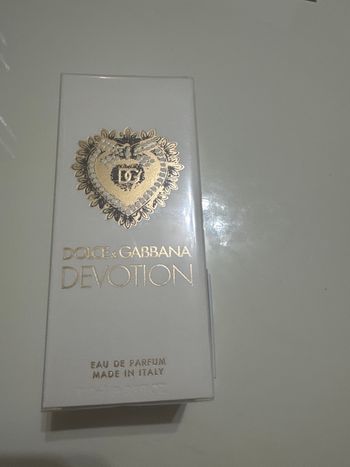 DG
DOLCE & GABBANA
DEVOTION
EAU DE PARFUM
MADE IN ITALY